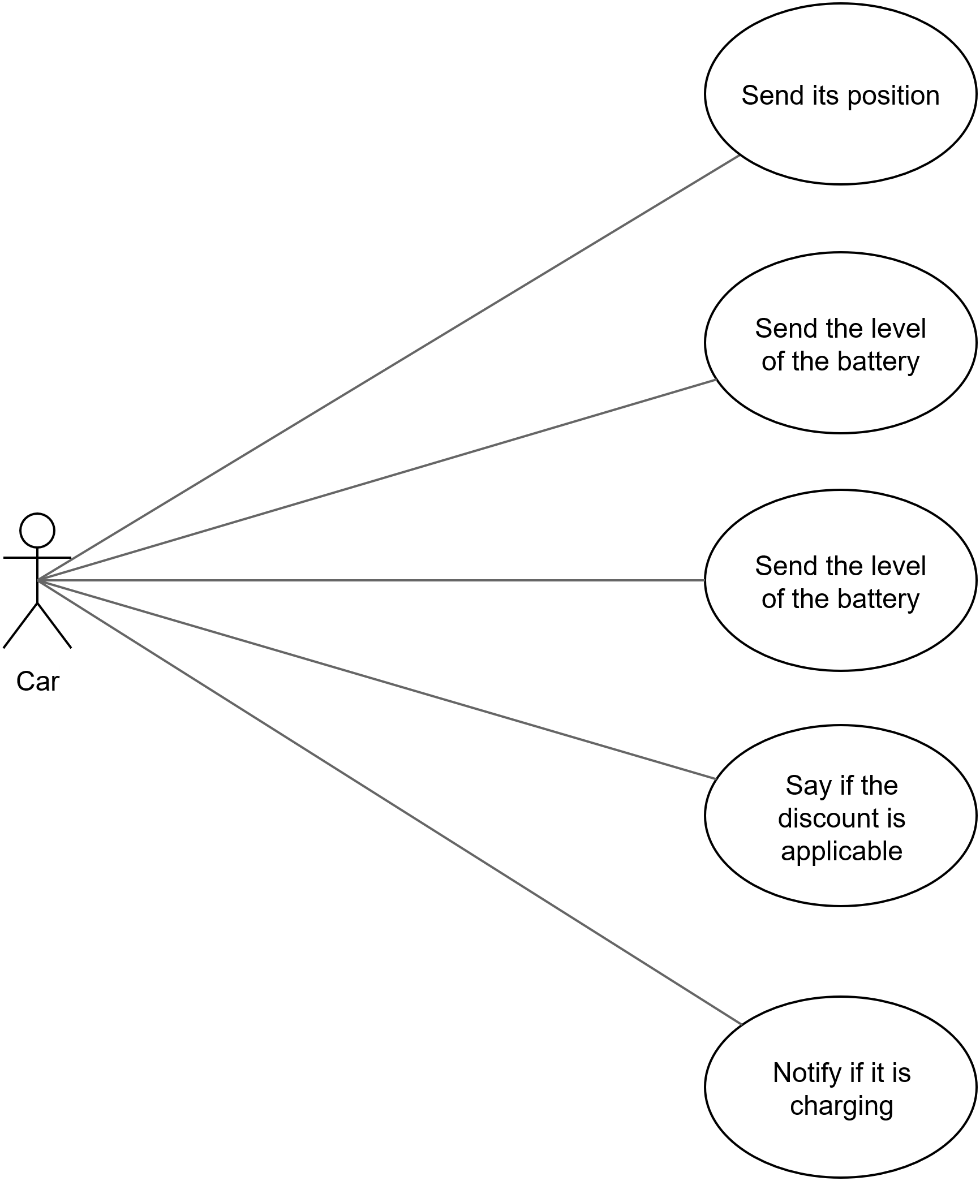 Send its position
Send the level
of the battery
Send the level
of the battery
Car
Say if the
discount is
applicable
Notify if it is
charging